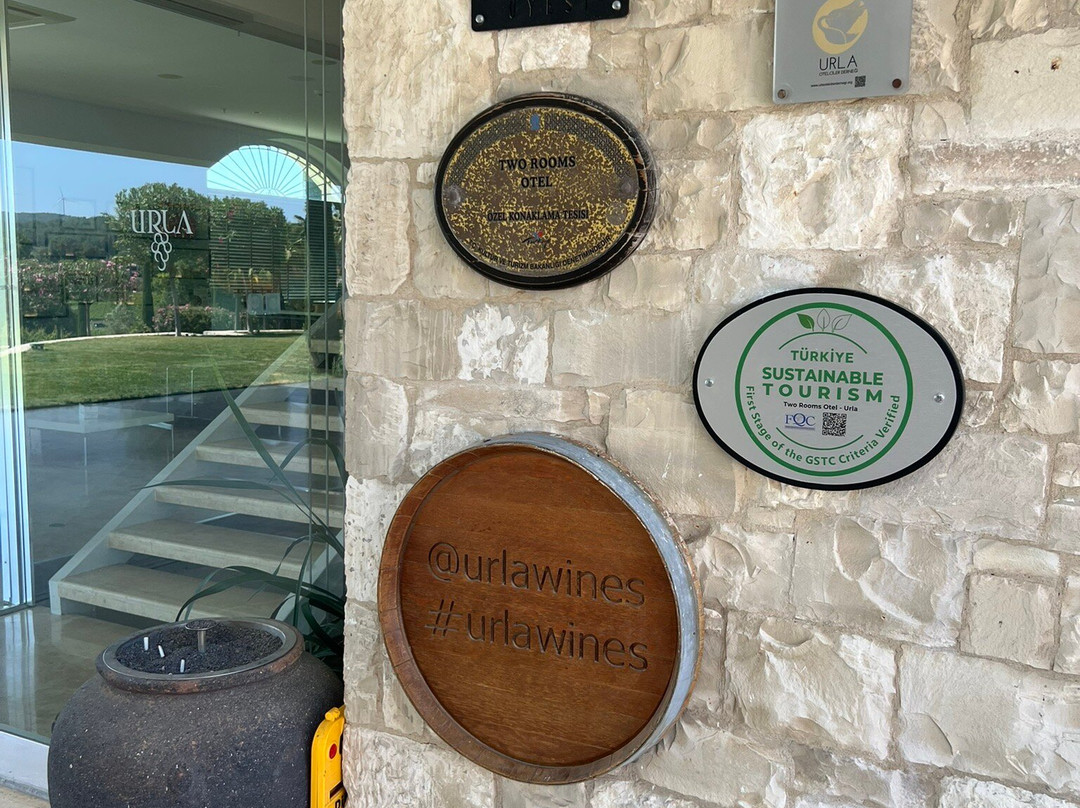 URLA
TWO ROOMS
OTEL
ÖZEL KONAKLAMA TESİSİ
URLA
TÜRKİYE
SUSTAINABLE
TOURISM
Two Rooms Otel - Urla
FQC
First Stage of the GSTC Criteria Verified
@urlawines
#urlawines